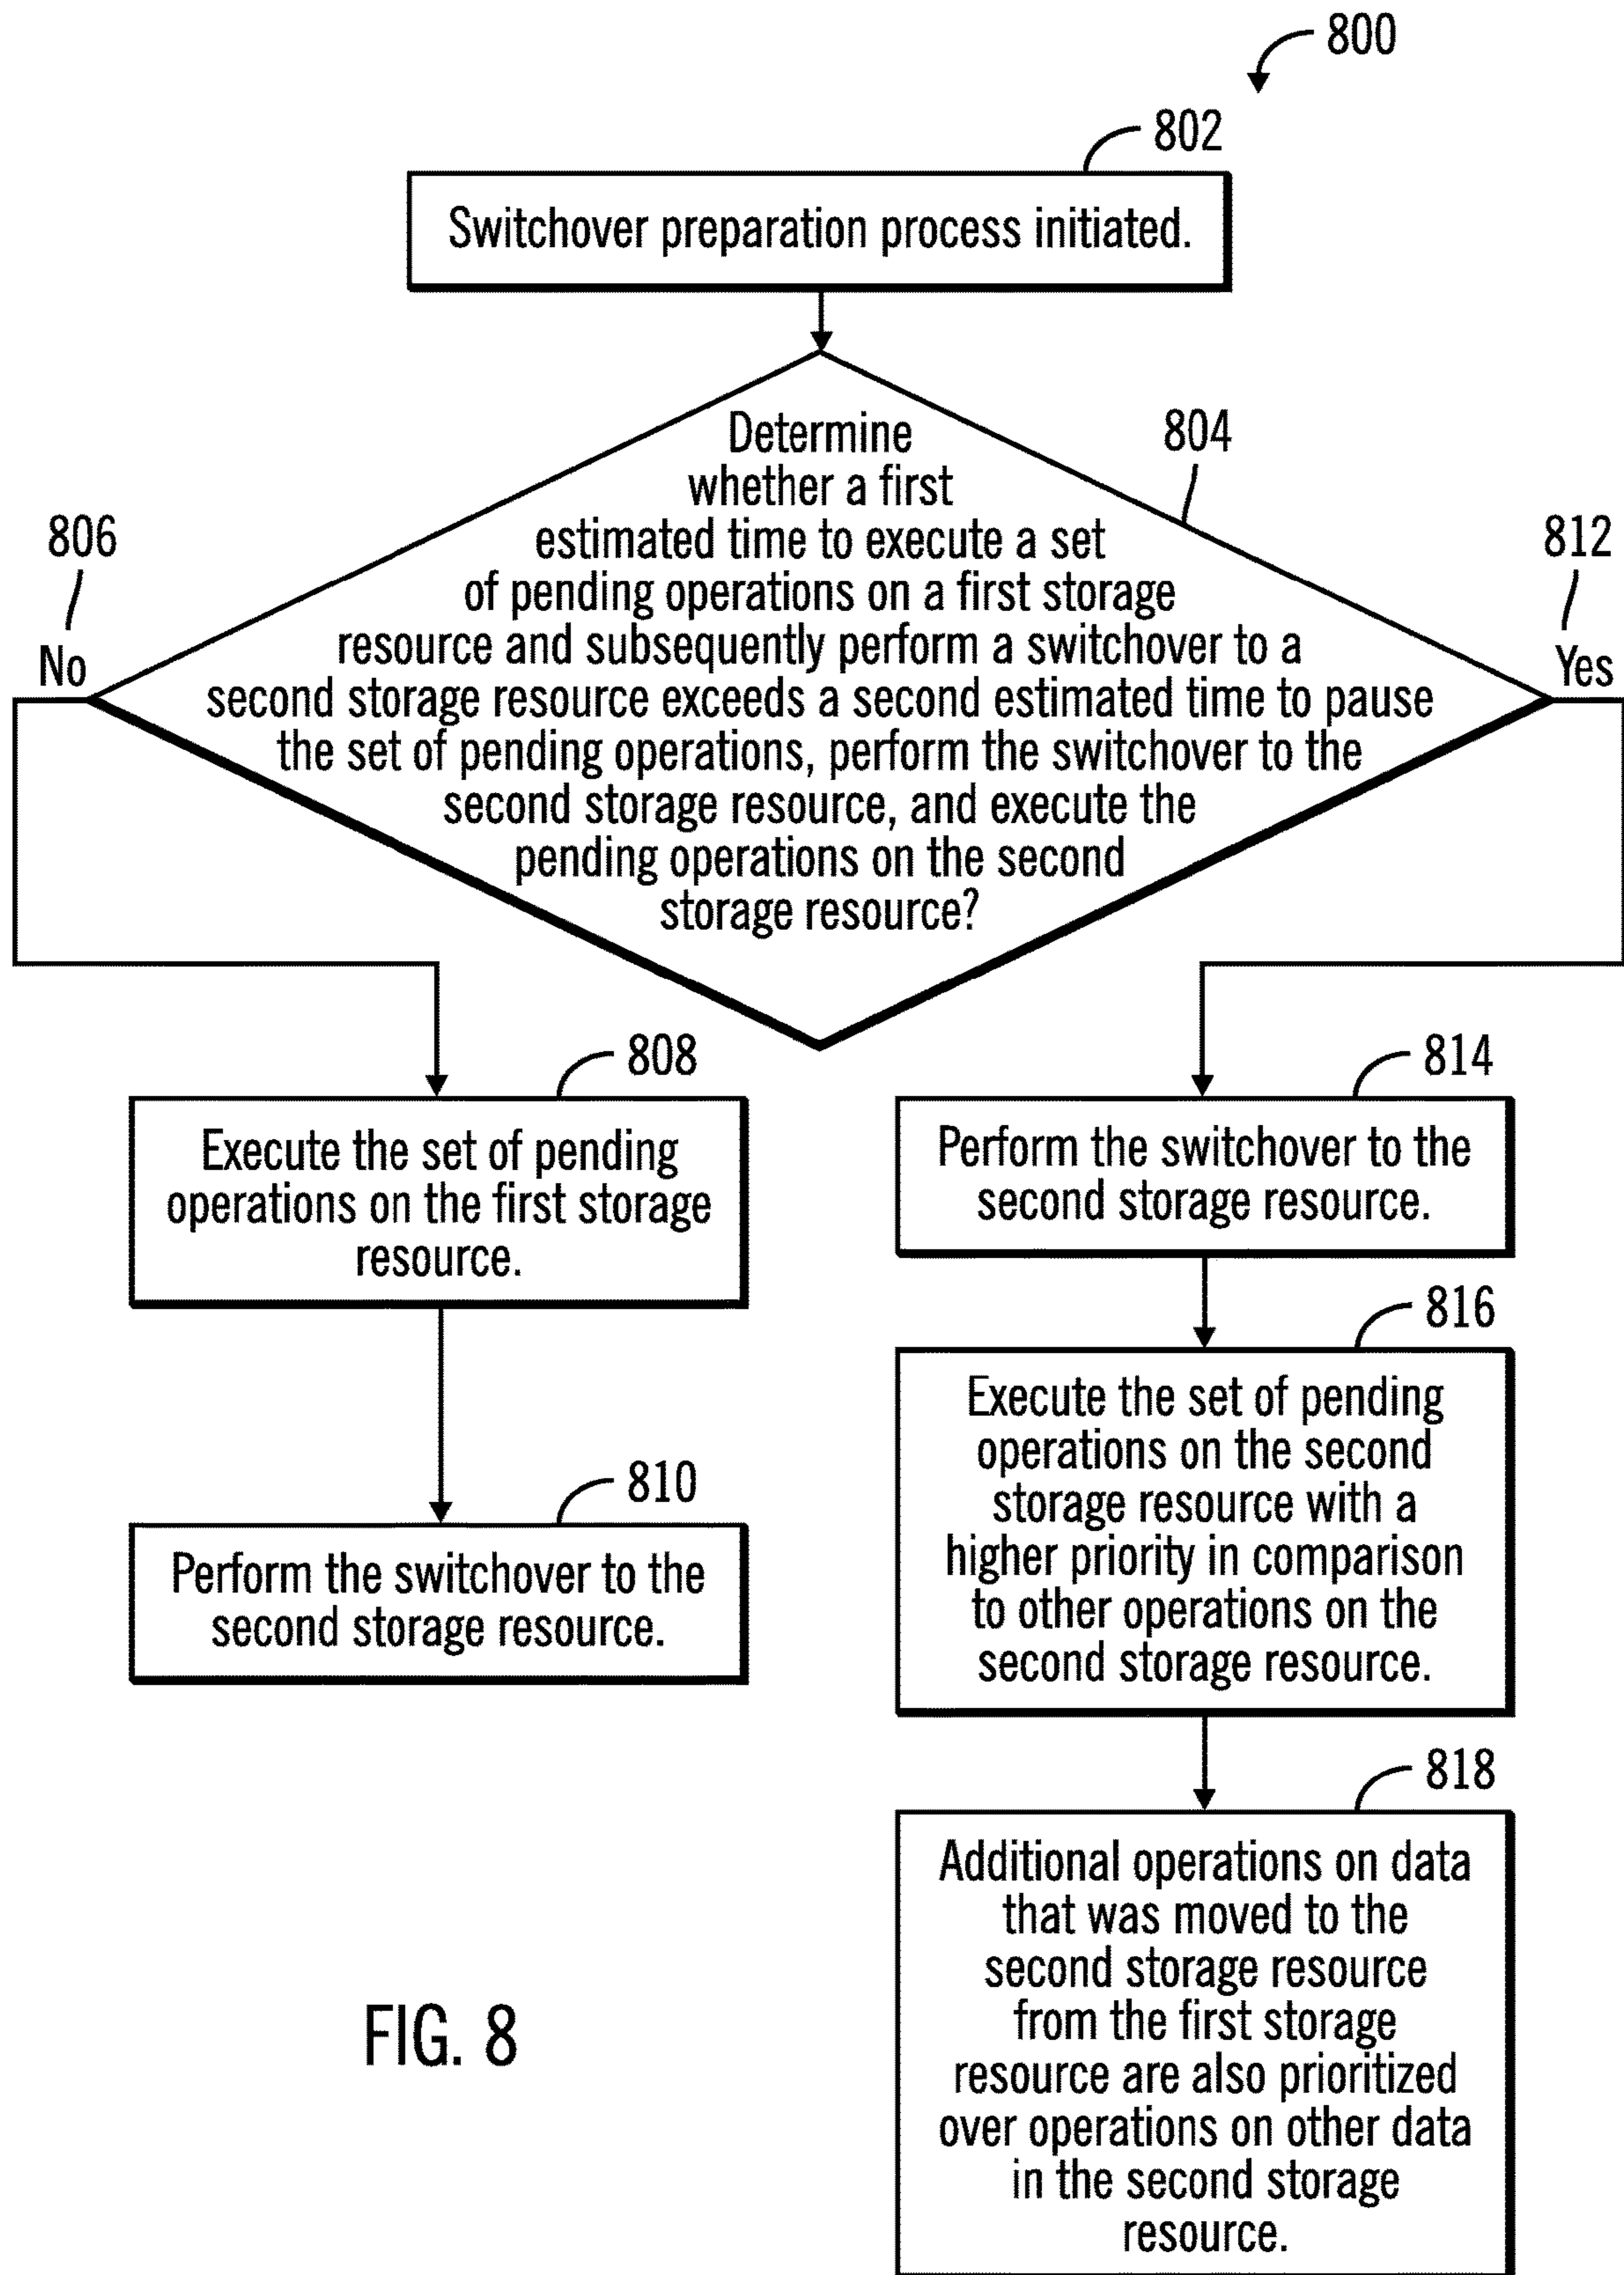 800
802
Switchover preparation process initiated.
Determine
whether a first
estimated time to execute a set
of pending operations on a first storage
resource and subsequently perform a switchover to a
second storage resource exceeds a second estimated time to pause
the set of pending operations, perform the switchover to the
second storage resource, and execute the
pending operations on the second
storage resource?
804
806
No
812
Yes
808
Execute the set of pending
operations on the first storage
resource.
810
Perform the switchover to the
second storage resource.
814
Perform the switchover to the
second storage resource.
816
Execute the set of pending
operations on the second
storage resource with a
higher priority in comparison
to other operations on the
second storage resource.
818
Additional operations on data
that was moved to the
second storage resource
from the first storage
resource are also prioritized
over operations on other data
in the second storage
resource.
FIG. 8